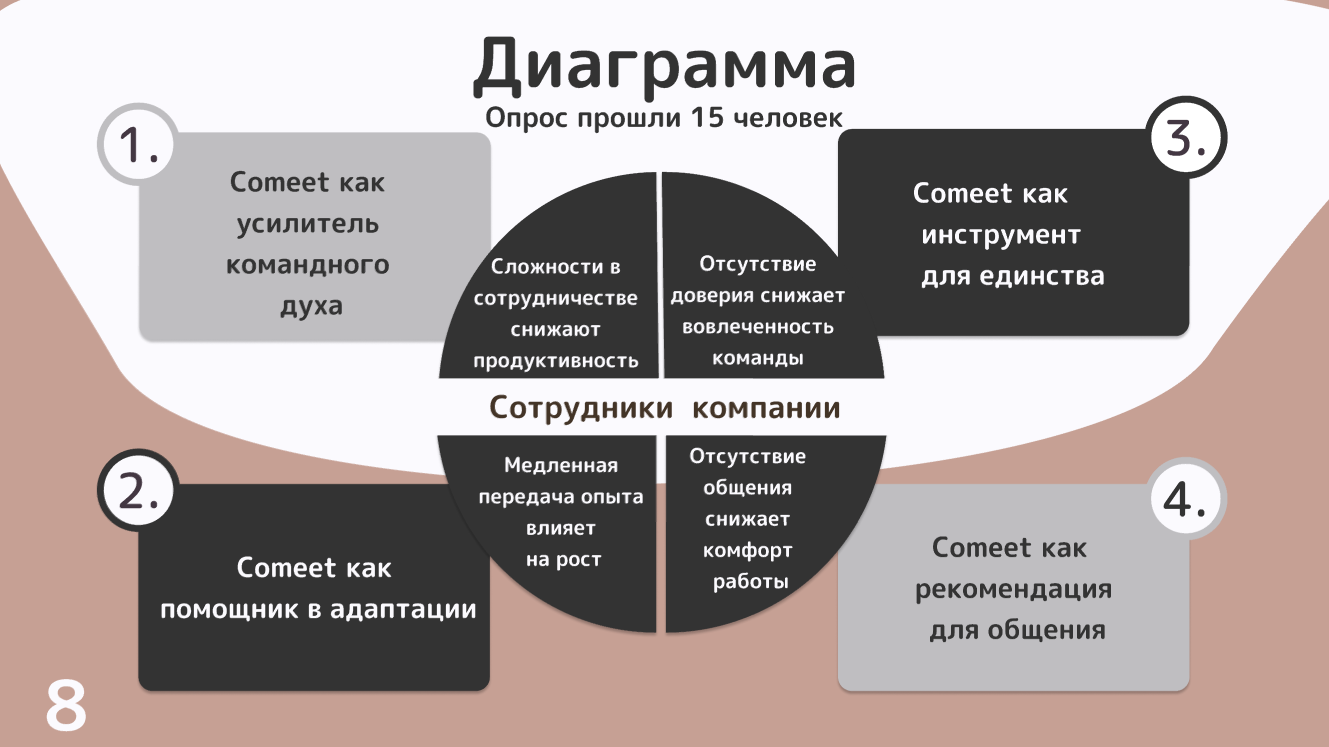 Диаграмма
Опрос прошли 15 человек
1.
Comeet как
усилитель
командного
духа
Сложности в
сотрудничестве
снижают
продуктивность
Отсутствие
доверия снижает
вовлеченность
команды
3.
Comeet как
инструмент
для единства
Сотрудники компании
2.
Comeet как
помощник в адаптации
Медленная
передача опыта
влияет
на рост
Отсутствие
общения
снижает
комфорт
работы
4.
Comeet как
рекомендация
для общения
8